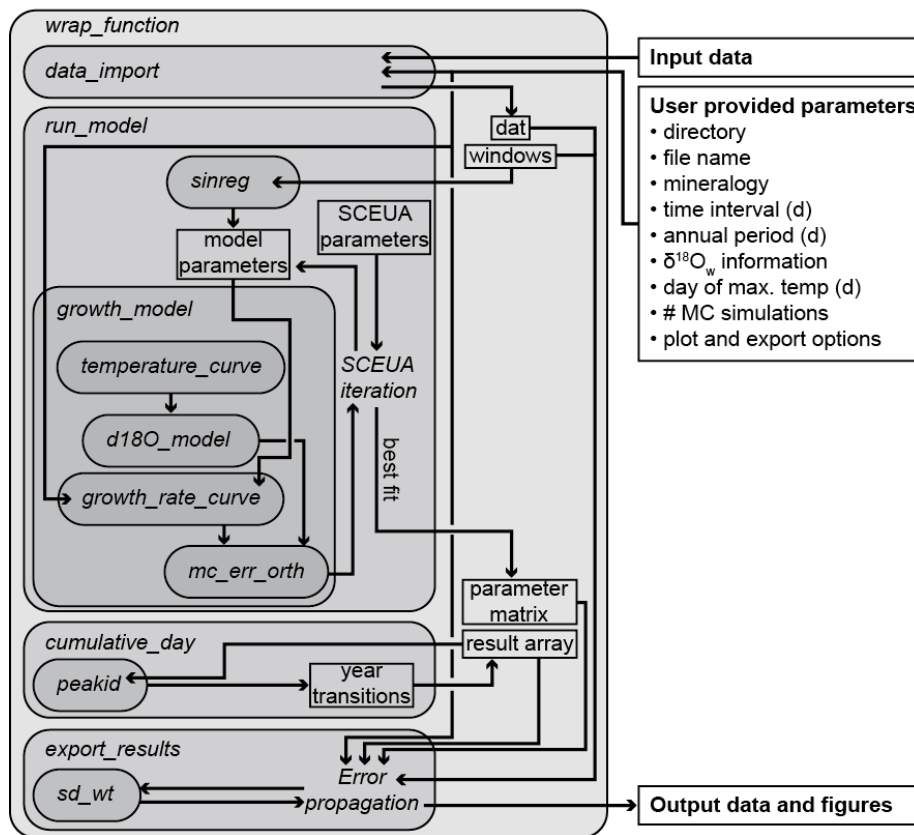 wrap_function
data_import
Input data
User provided parameters
• directory
• file name
• mineralogy
• time interval (d)
• annual period (d)
• δ¹⁸O_w information
• day of max. temp (d)
• # MC simulations
• plot and export options
run_model
dat
windows
sinreg
SCEUA
parameters
model
parameters
growth_model
temperature_curve
SCEUA
iteration
d18O_model
best fit
growth_rate_curve
mc_err_orth
parameter
matrix
result array
cumulative_day
peakid
year
transitions
export_results
sd_wt
Error
propagation
Output data and figures